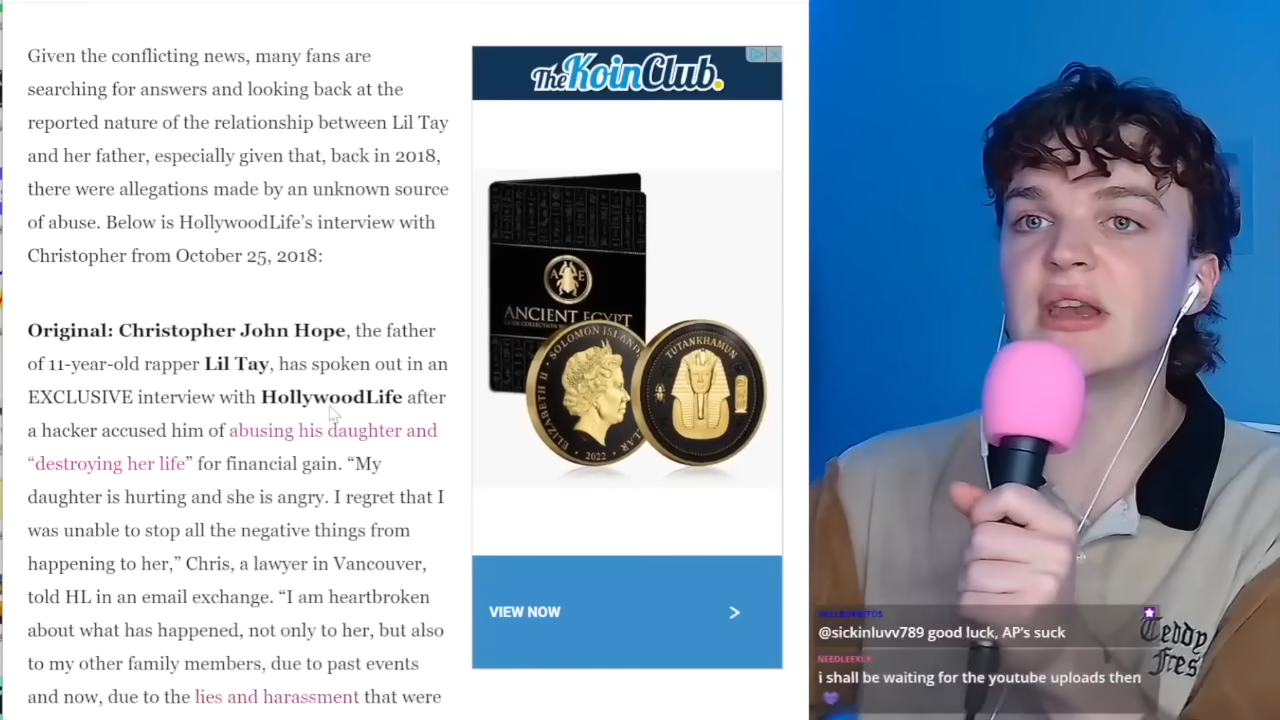 Given the conflicting news, many fans are
searching for answers and looking back at the
reported nature of the relationship between Lil Tay
and her father, especially given that, back in 2018,
there were allegations made by an unknown source
of abuse. Below is HollywoodLife's interview with
Christopher from October 25, 2018:
Original: Christopher John Hope, the father
of 11-year-old rapper Lil Tay, has spoken out in an
EXCLUSIVE interview with HollywoodLife after
a hacker accused him of abusing his daughter and
“destroying her life” for financial gain. “My
daughter is hurting and she is angry. I regret that I
was unable to stop all the negative things from
happening to her,” Chris, a lawyer in Vancouver,
told HL in an email exchange. “I am heartbroken
about what has happened, not only to her, but also
to my other family members, due to past events
and now, due to the lies and harassment that were
TheKoinClub.
A E
ANCIENT EGYPT
SOLOMON ISLANDS
ELIZABETH II
2022
TUTANKHAMUN
VIEW NOW
@sickinluvv789 good luck, AP's suck
i shall be waiting for the youtube uploads then
Teddy
Fres